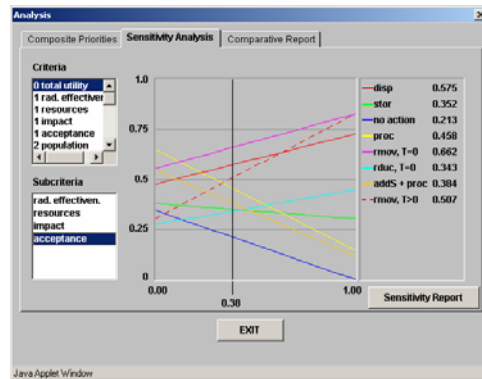 Analysis
Composite Priorities Sensitivity Analysis Comparative Report
Criteria
0 total utility
1 rad. effectiven
1 resources
1 impact
1 acceptance
2 population
Subcriteria
rad. effectiven.
resources
impact
acceptance
1.0
0.75
0.5
0.25
0
0.00 1.00
0.38
disp 0.575
stor 0.352
no action 0.213
proc 0.458
rmov, T=0 0.662
rduc, T=0 0.343
addS + proc 0.384
rmov, T>0 0.507
Sensitivity Report
EXIT
Java Applet Window